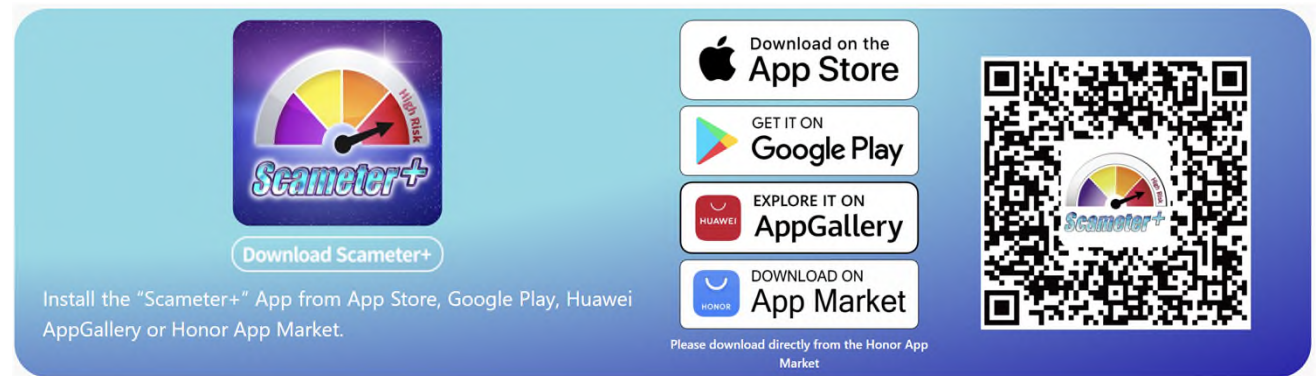 High Risk
Scameter+
Download Scameter+
Install the “Scameter+” App from App Store, Google Play, Huawei
AppGallery or Honor App Market.
Download on the
App Store
GET IT ON
Google Play
HUAWEI
EXPLORE IT ON
AppGallery
HONOR
DOWNLOAD ON
App Market
Please download directly from the Honor App
Market
High Risk
Scameter+